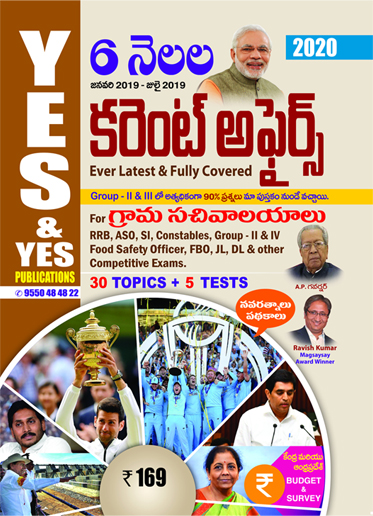 YES
&
YES
PUBLICATIONS
✆ 9550 48 48 22
6 నెలల
2020
జనవరి 2019 - జులై 2019
కరెంట్ అఫైర్స్
Ever Latest & Fully Covered
Group - II & III లో అత్యధికంగా 90% ప్రశ్నలు మా పుస్తకం నుండే వచ్చాయి.
For గ్రామ సచివాలయాలు
RRB, ASO, SI, Constables, Group - II & IV
Food Safety Officer, FBO, JL, DL & other
Competitive Exams.
30 TOPICS + 5 TESTS
A.P. గవర్నర్
నవరత్నాలు
పథకాలు
Ravish Kumar
Magsaysay
Award Winner
₹ 169
కేంద్ర మరియు
ఆంధ్రప్రదేశ్
BUDGET
&
SURVEY